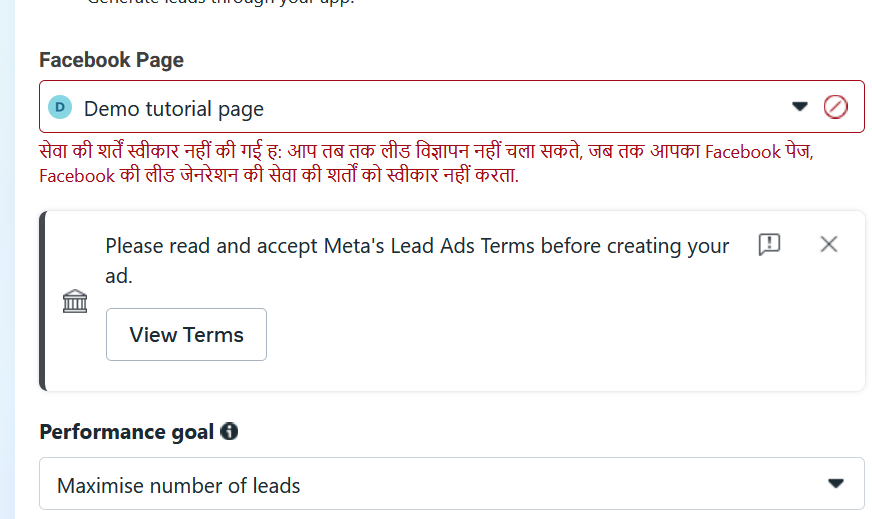 Generate leads through your app.
Facebook Page
D Demo tutorial page
सेवा की शर्तें स्वीकार नहीं की गई ह: आप तब तक लीड विज्ञापन नहीं चला सकते, जब तक आपका Facebook पेज,
Facebook की लीड जेनरेशन की सेवा की शर्तों को स्वीकार नहीं करता.
Please read and accept Meta's Lead Ads Terms before creating your
ad.
View Terms
Performance goal
Maximise number of leads